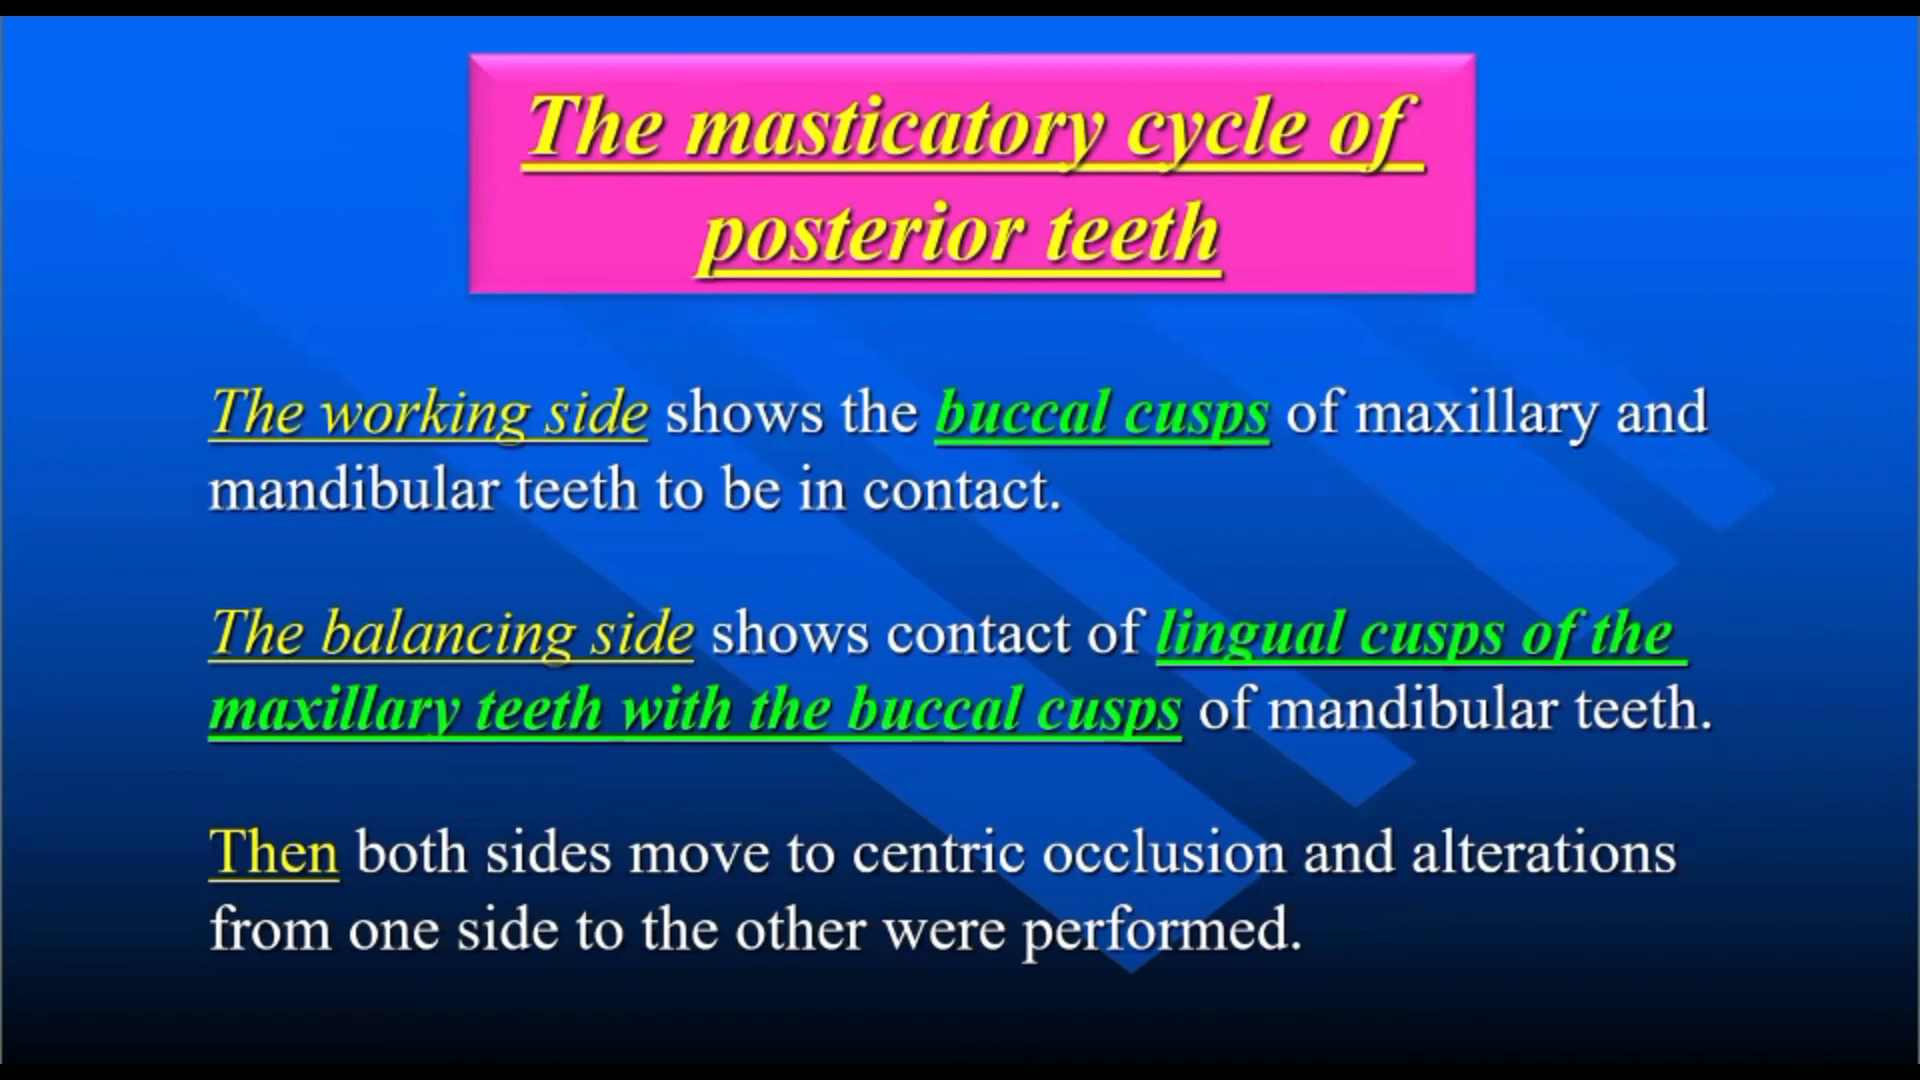 The masticatory cycle of
posterior teeth
The working side shows the buccal cusps of maxillary and
mandibular teeth to be in contact.
The balancing side shows contact of lingual cusps of the
maxillary teeth with the buccal cusps of mandibular teeth.
Then both sides move to centric occlusion and alterations
from one side to the other were performed.